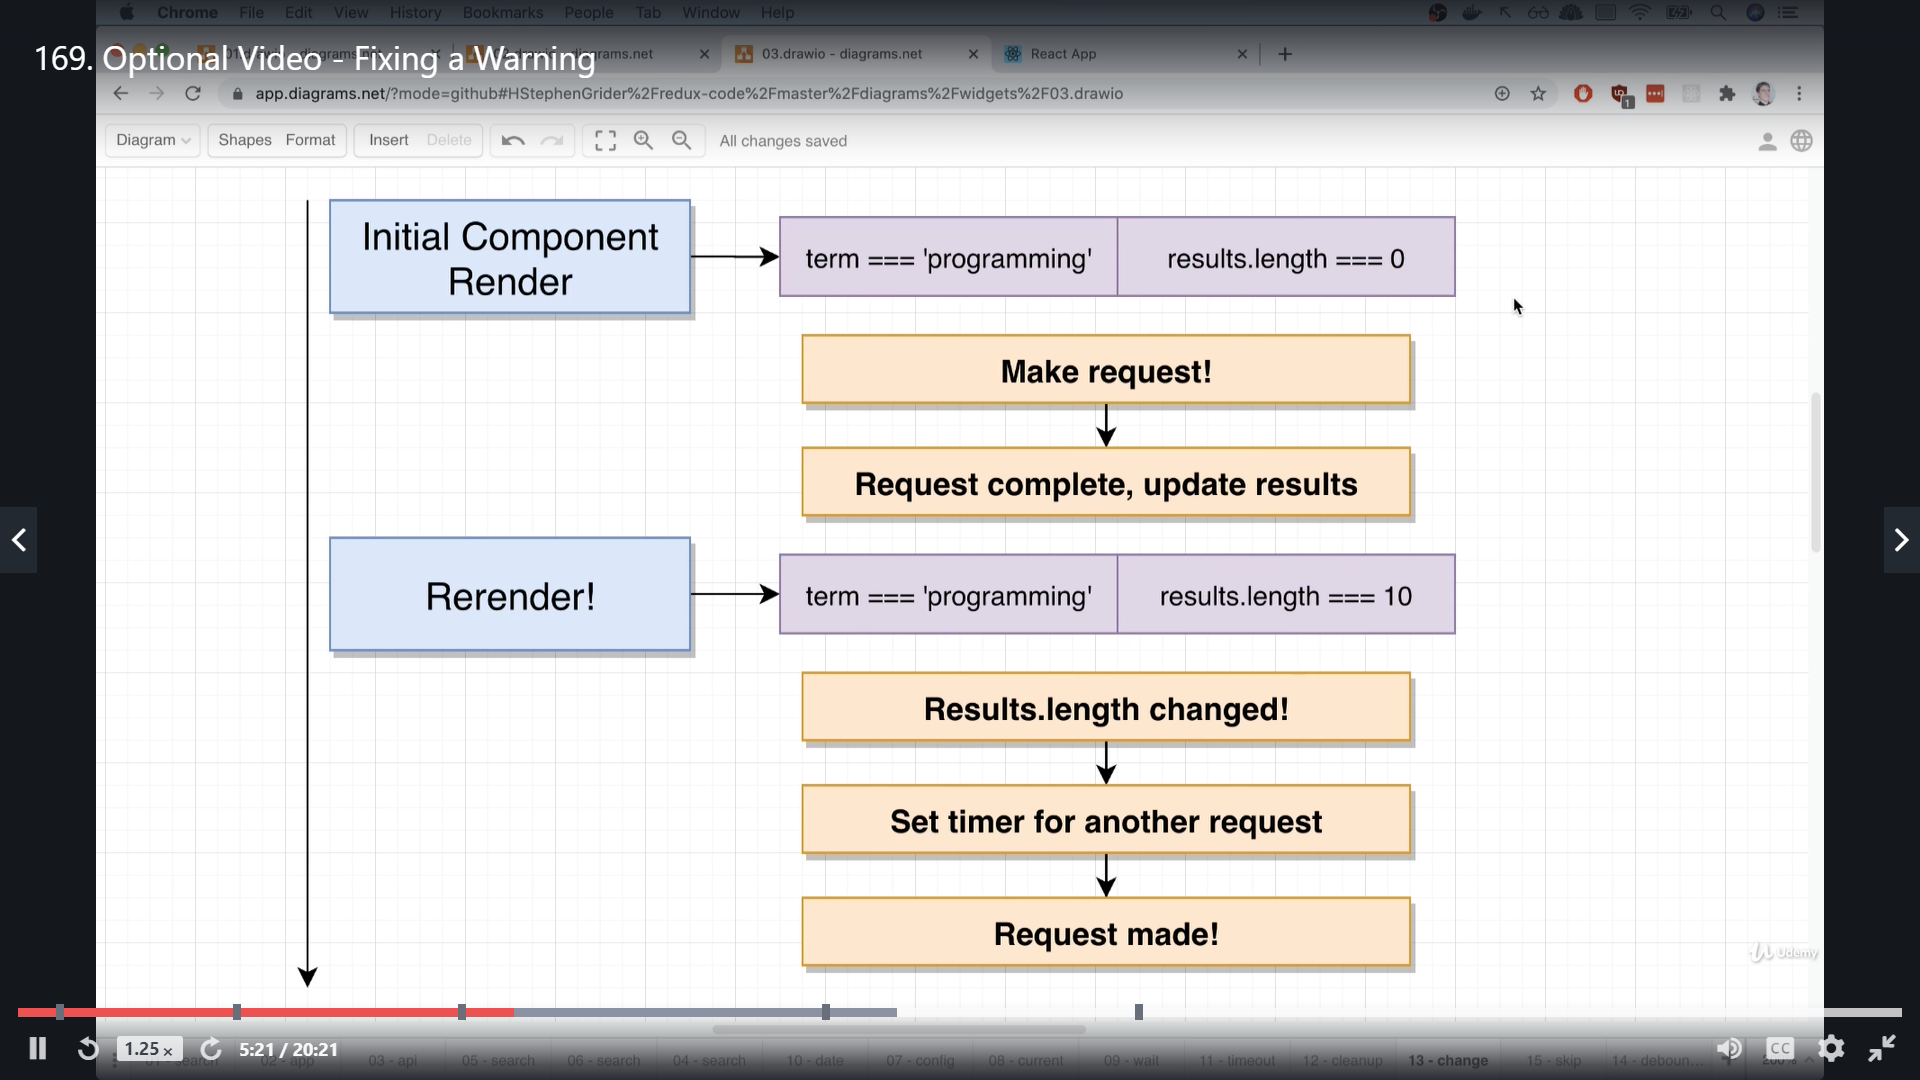 Chrome File Edit View History Bookmarks People Tab Window Help
169. Optional Video - Fixing a Warning
diagrams.net
03.drawio - diagrams.net
React App
app.diagrams.net/?mode=github#HStephenGrider%2Fredux-code%2Fmaster%2Fdiagrams%2Fwidgets%2F03.drawio
1
Diagram Shapes Format Insert Delete All changes saved
Initial Component
Render
term === 'programming' results.length === 0
Make request!
Request complete, update results
Rerender!
term === 'programming' results.length === 10
Results.length changed!
Set timer for another request
Request made!
Udemy
1.25 x 5:21 / 20:21 CC
03 - api 05 - search 06 - search 04 - search 10 - date 07 - config 08 - current 09 - wait 11 - timeout 12 - cleanup 13 - change 15 - skip 14 - deboun...